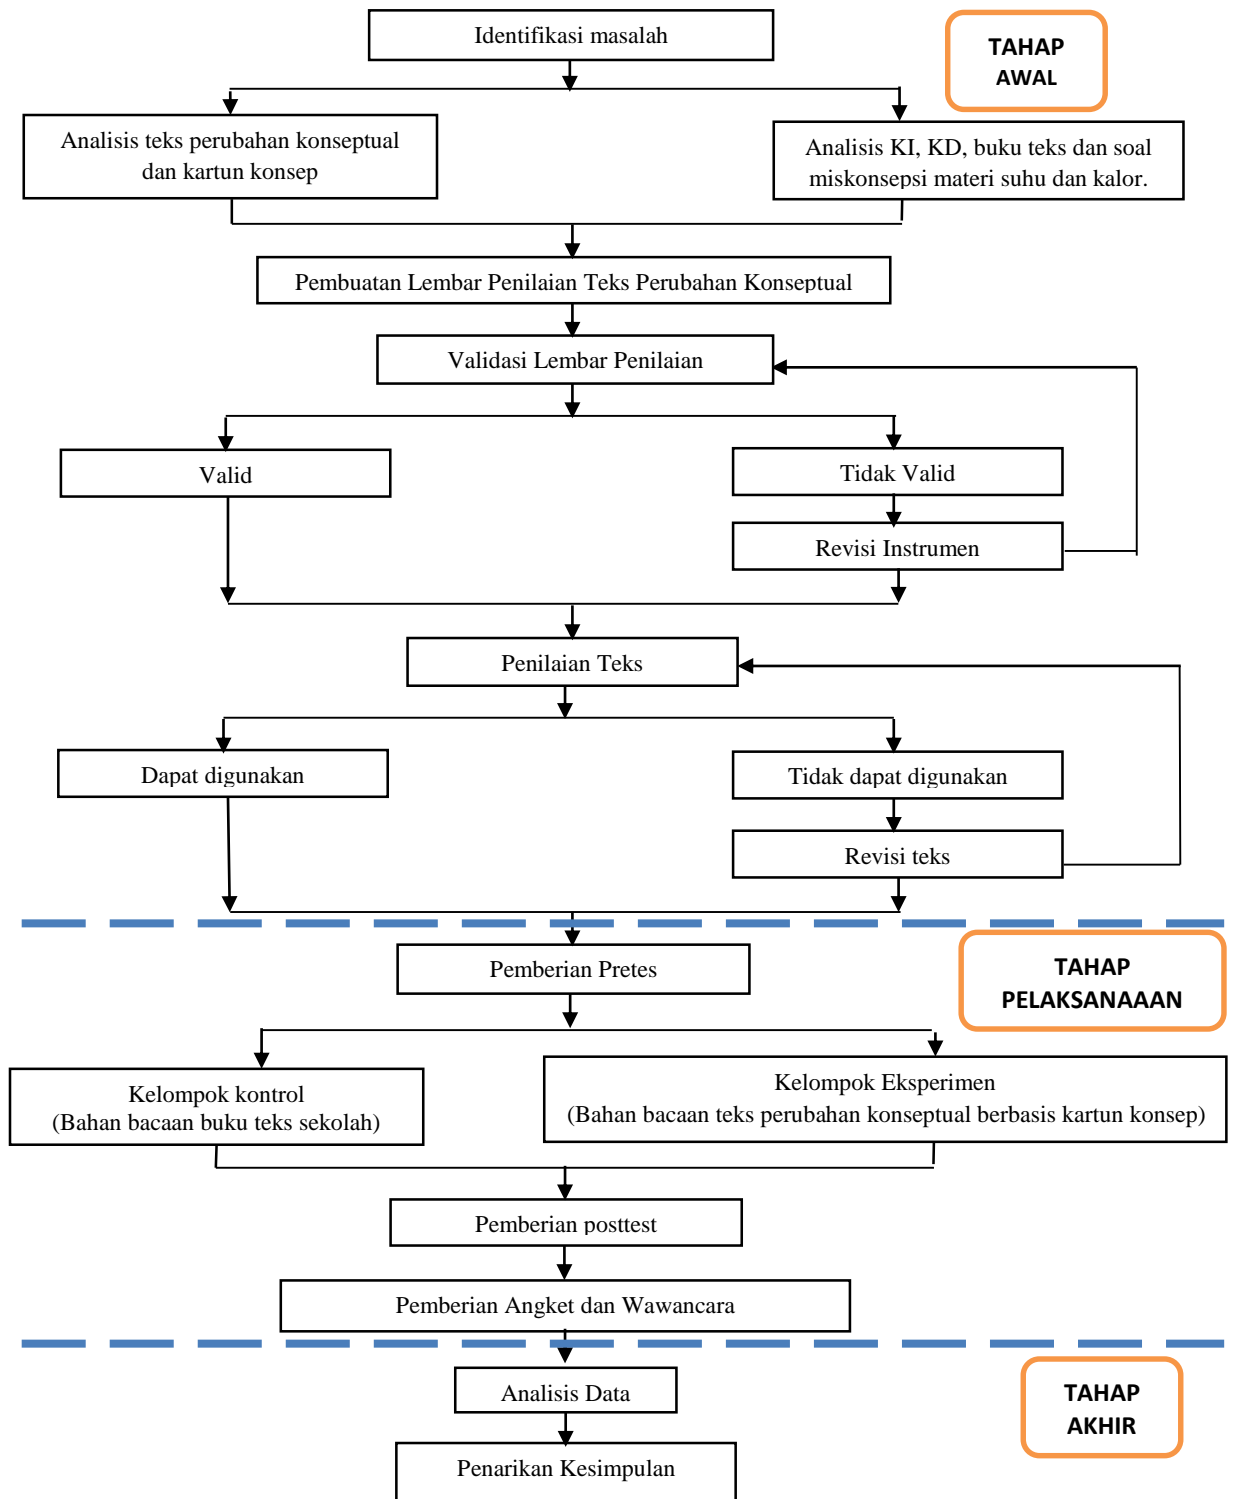 Identifikasi masalah
TAHAP
AWAL
Analisis teks perubahan konseptual
dan kartun konsep
Analisis KI, KD, buku teks dan soal
miskonsepsi materi suhu dan kalor.
Pembuatan Lembar Penilaian Teks Perubahan Konseptual
Validasi Lembar Penilaian
Valid
Tidak Valid
Revisi Instrumen
Penilaian Teks
Dapat digunakan
Tidak dapat digunakan
Revisi teks
Pemberian Pretes
TAHAP
PELAKSANAAAN
Kelompok kontrol
(Bahan bacaan buku teks sekolah)
Kelompok Eksperimen
(Bahan bacaan teks perubahan konseptual berbasis kartun konsep)
Pemberian posttest
Pemberian Angket dan Wawancara
Analisis Data
TAHAP
AKHIR
Penarikan Kesimpulan